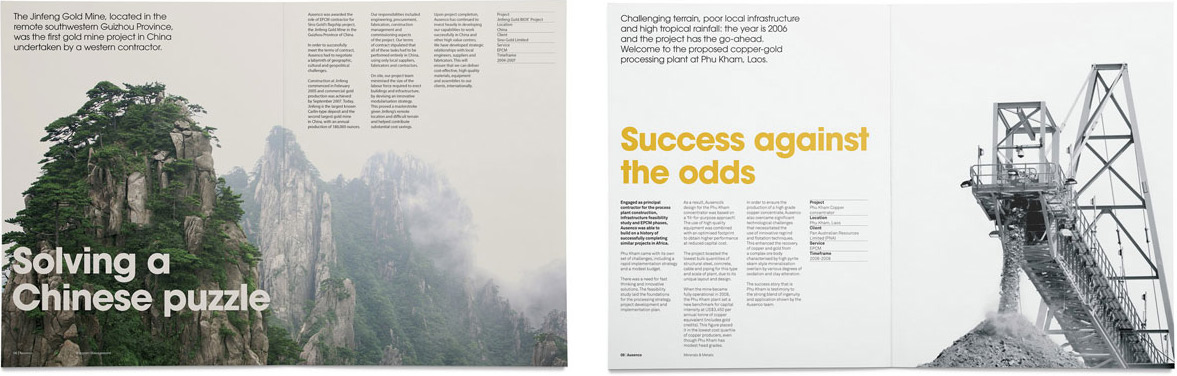 The Jinfeng Gold Mine, located in the
remote southwestern Guizhou Province,
was the first gold mine project in China
undertaken by a western contractor.
Ausenco was awarded the
role of EPCM contractor for
Sino Gold's flagship project,
the Jinfeng Gold Mine in the
Guizhou Province of China.
In order to successfully
meet the terms of contract,
Ausenco had to negotiate
a labyrinth of geographic,
cultural and geopolitical
challenges.
Construction at Jinfeng
commenced in February
2005 and commercial gold
production was achieved
by September 2007. Today,
Jinfeng is the largest known
Carlin-type deposit and the
second largest gold mine
in China, with an annual
production of 180,000 ounces.
Our responsibilities included
engineering, procurement,
fabrication, construction
management and
commissioning aspects
of the project. Our terms
of contract stipulated that
all of these tasks had to be
performed entirely in China,
using only local suppliers,
fabricators and contractors.
On site, our project team
minimised the size of the
labour force required to erect
buildings and infrastructure,
by devising an innovative
modularisation strategy.
This proved a masterstroke
given Jinfeng's remote
location and difficult terrain
and helped contribute
substantial cost savings.
Upon project completion,
Ausenco has continued to
invest heavily in developing
our capabilities to work
successfully in China and
other high value centres.
We have developed strategic
relationships with local
engineers, suppliers and
fabricators. This will
ensure that we can deliver
cost-effective, high quality
materials, equipment
and assemblies to our
clients, internationally.
Project
Jinfeng Gold BIOX® Project
Location
China
Client
Sino Gold Limited
Service
EPCM
Timeframe
2004-2007
Solving a
Chinese puzzle
Challenging terrain, poor local infrastructure
and high tropical rainfall: the year is 2006
and the project has the go-ahead.
Welcome to the proposed copper-gold
processing plant at Phu Kham, Laos.
Success against
the odds
Engaged as principal
contractor for the process
plant construction,
infrastructure feasibility
study and EPCM phases,
Ausenco was able to
build on a history of
successfully completing
similar projects in Africa.
Phu Kham came with its own
set of challenges, including a
rapid implementation strategy
and a modest budget.
There was a need for fast
thinking and innovative
solutions. The feasibility
study laid the foundations
for the processing strategy,
project development and
implementation plan.
As a result, Ausenco's
design for the Phu Kham
concentrator was based on
a 'fit-for-purpose' approach.
The use of high quality
equipment was combined
with an optimised footprint
to obtain higher performance
at reduced capital cost.
The project boasted the
lowest bulk quantities of
structural steel, concrete,
cable and piping for this type
and scale of plant, due to its
unique layout and design.
When the mine became
fully operational in 2008,
the Phu Kham plant set a
new benchmark for capital
annual tonne of copper
equivalent (includes gold
credits). This figure placed
it in the lowest cost quartile
of copper producers, even
though Phu Kham has
modest head grades.
In order to ensure the
production of a high grade
copper concentrate, Ausenco
also overcame significant
technological challenges
that necessitated the
use of innovative regrind
and flotation techniques.
This enhanced the recovery
of copper and gold from
a complex ore body
characterised by high pyrite
overlain by various degrees of
oxidation and clay alteration.
The success story that is
Phu Kham is testimony to
the strong blend of ingenuity
and application shown by the
Ausenco team.
Project
Phu Kham Copper
concentrator
Location
Phu Kham, Laos
Client
Pan Australian Resources
Limited (PanAust)
Service
EPCM
Timeframe
2006-2008
Ausenco
Minerals & Metals